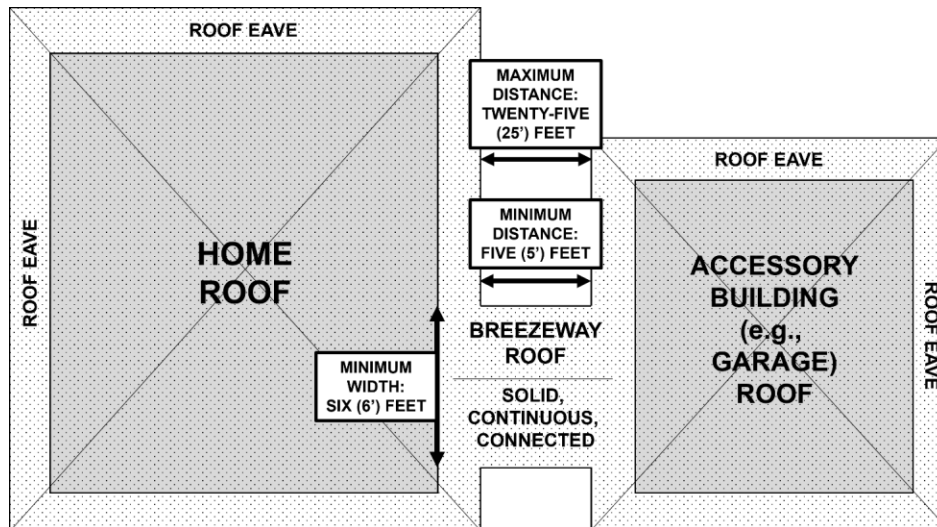 ROOF EAVE
MAXIMUM
DISTANCE:
TWENTY-FIVE
(25') FEET
ROOF EAVE
ROOF EAVE
HOME
ROOF
MINIMUM
DISTANCE:
FIVE (5') FEET
ACCESSORY
BUILDING
(e.g.,
GARAGE)
ROOF
ROOF EAVE
BREEZEWAY
ROOF
MINIMUM
WIDTH:
SIX (6') FEET
SOLID,
CONTINUOUS,
CONNECTED